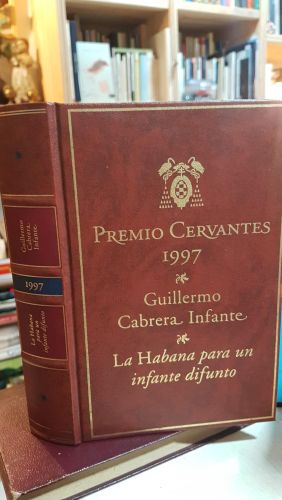 PREMIO CERVANTES
1997
Guillermo
Cabrera Infante
La Habana para un
infante difunto
Guillermo
Cabrera
Infante
1997
La Habana
para un
infante difunto